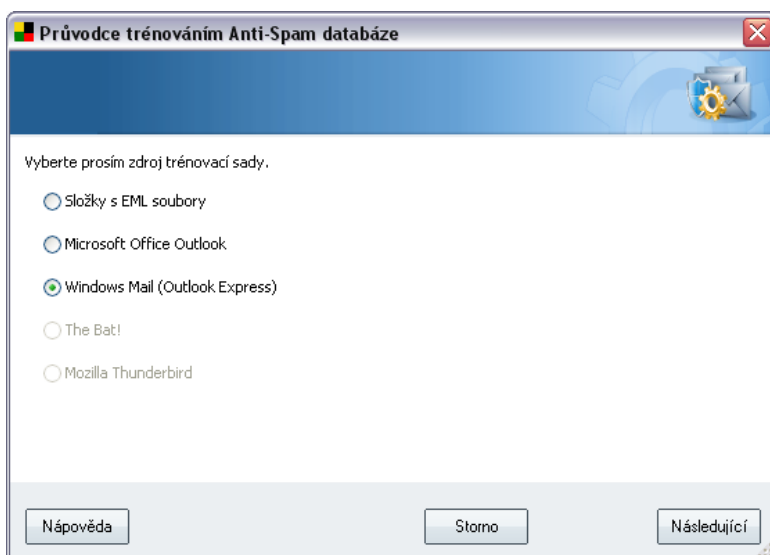 Průvodce trénováním Anti-Spam databáze
Vyberte prosím zdroj trénovací sady.
Složky s EML soubory
Microsoft Office Outlook
Windows Mail (Outlook Express)
The Bat!
Mozilla Thunderbird
Nápověda
Storno
Následující